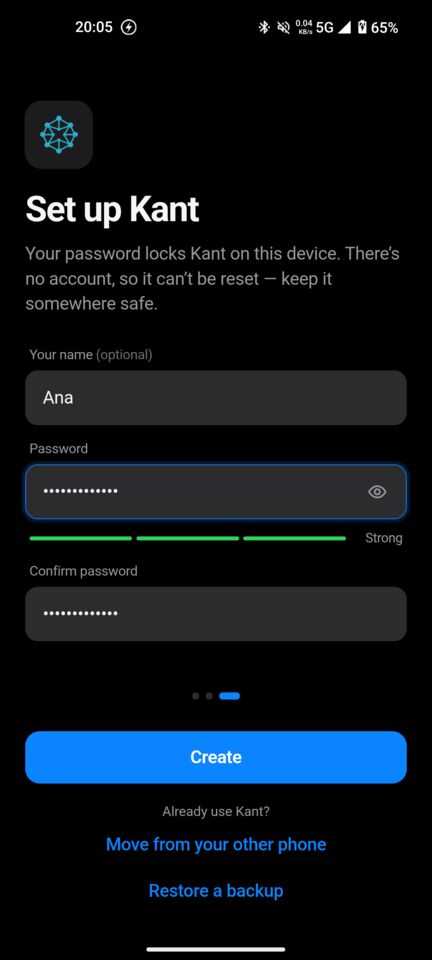 20:05
0.04 KB/s 5G 65%
Set up Kant
Your password locks Kant on this device. There’s
no account, so it can’t be reset — keep it
somewhere safe.
Your name (optional)
Ana
Password
•••••••••••••
Strong
Confirm password
•••••••••••••
Create
Already use Kant?
Move from your other phone
Restore a backup